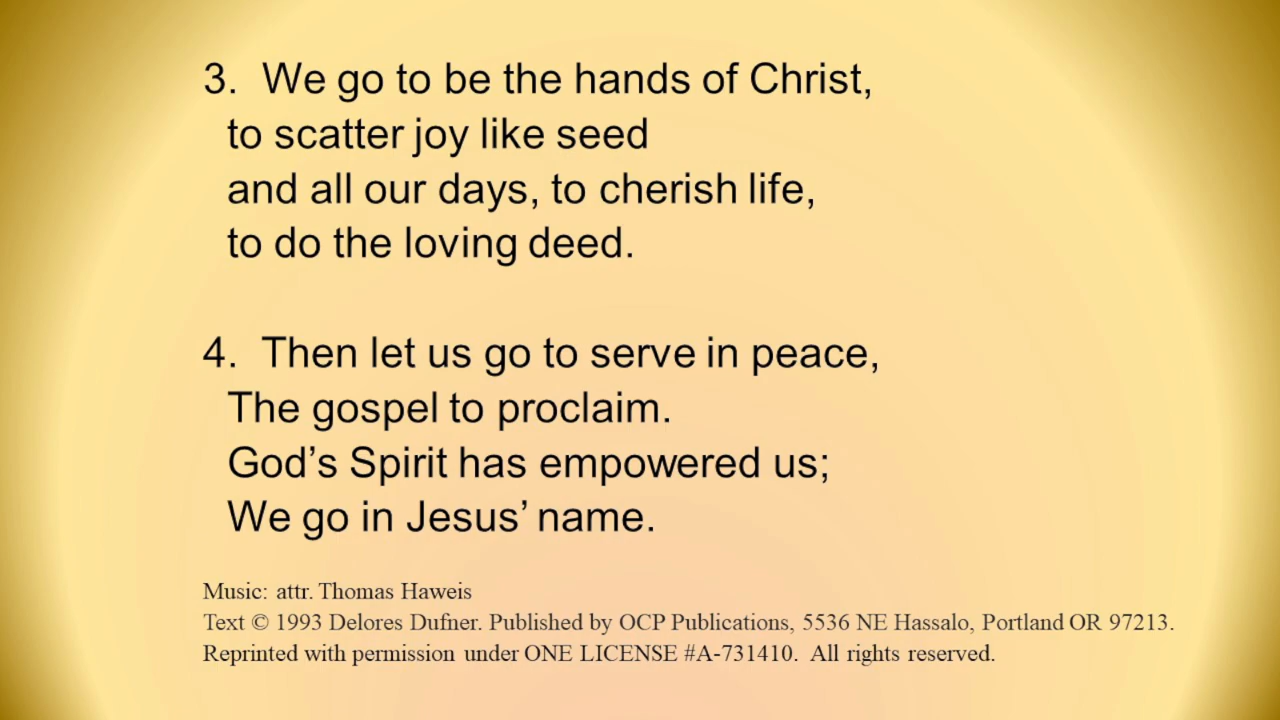 3. We go to be the hands of Christ,
to scatter joy like seed
and all our days, to cherish life,
to do the loving deed.
4. Then let us go to serve in peace,
The gospel to proclaim.
God’s Spirit has empowered us;
We go in Jesus’ name.
Music: attr. Thomas Haweis
Text © 1993 Delores Dufner. Published by OCP Publications, 5536 NE Hassalo, Portland OR 97213.
Reprinted with permission under ONE LICENSE #A-731410. All rights reserved.